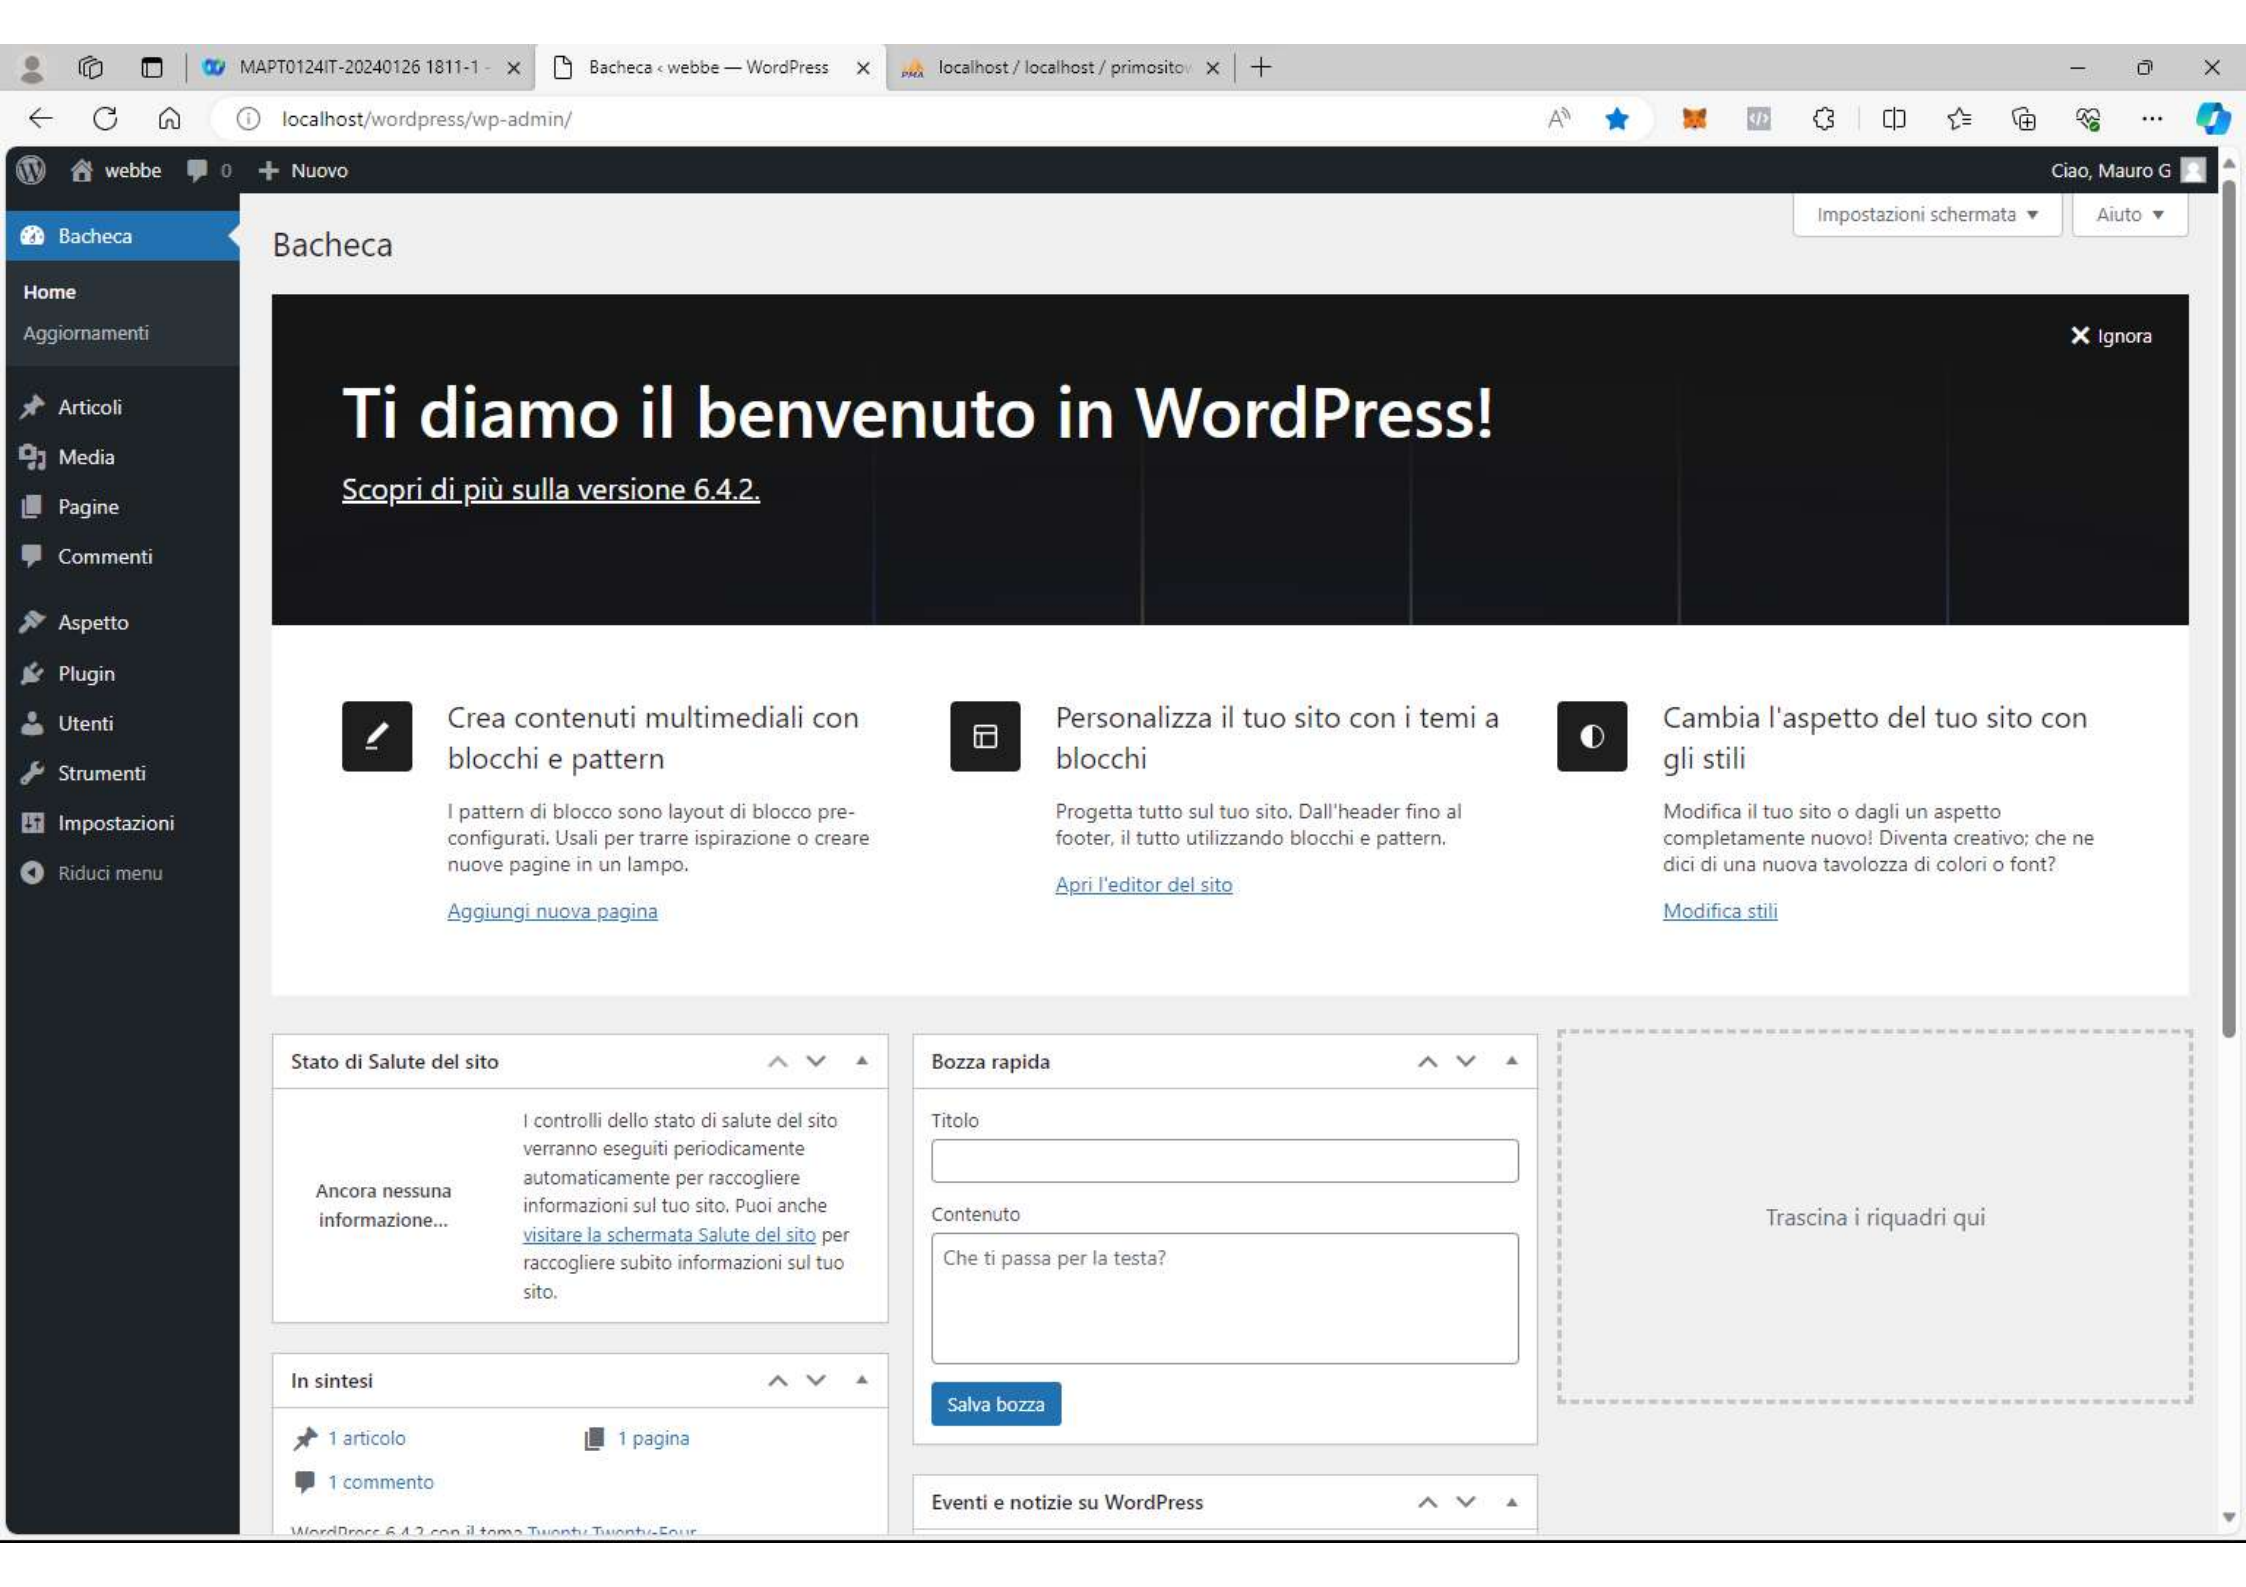 MAPT0124IT-20240126 1811-1 -
Bacheca ‹ webbe — WordPress
localhost / localhost / primosito
localhost/wordpress/wp-admin/
webbe
0
Nuovo
Ciao, Mauro G
Bacheca
Home
Aggiornamenti
Articoli
Media
Pagine
Commenti
Aspetto
Plugin
Utenti
Strumenti
Impostazioni
Riduci menu
Impostazioni schermata
Aiuto
Bacheca
Ignora
Ti diamo il benvenuto in WordPress!
Scopri di più sulla versione 6.4.2.
Crea contenuti multimediali con
blocchi e pattern
I pattern di blocco sono layout di blocco pre-
configurati. Usali per trarre ispirazione o creare
nuove pagine in un lampo.
Aggiungi nuova pagina
Personalizza il tuo sito con i temi a
blocchi
Progetta tutto sul tuo sito. Dall'header fino al
footer, il tutto utilizzando blocchi e pattern.
Apri l'editor del sito
Cambia l'aspetto del tuo sito con
gli stili
Modifica il tuo sito o dagli un aspetto
completamente nuovo! Diventa creativo; che ne
dici di una nuova tavolozza di colori o font?
Modifica stili
Stato di Salute del sito
Ancora nessuna
informazione...
I controlli dello stato di salute del sito
verranno eseguiti periodicamente
automaticamente per raccogliere
informazioni sul tuo sito. Puoi anche
visitare la schermata Salute del sito per
raccogliere subito informazioni sul tuo
sito.
In sintesi
1 articolo
1 pagina
1 commento
WordPress 6.4.2 con il tema Twenty Twenty-Four
Bozza rapida
Titolo
Contenuto
Che ti passa per la testa?
Salva bozza
Eventi e notizie su WordPress
Trascina i riquadri qui